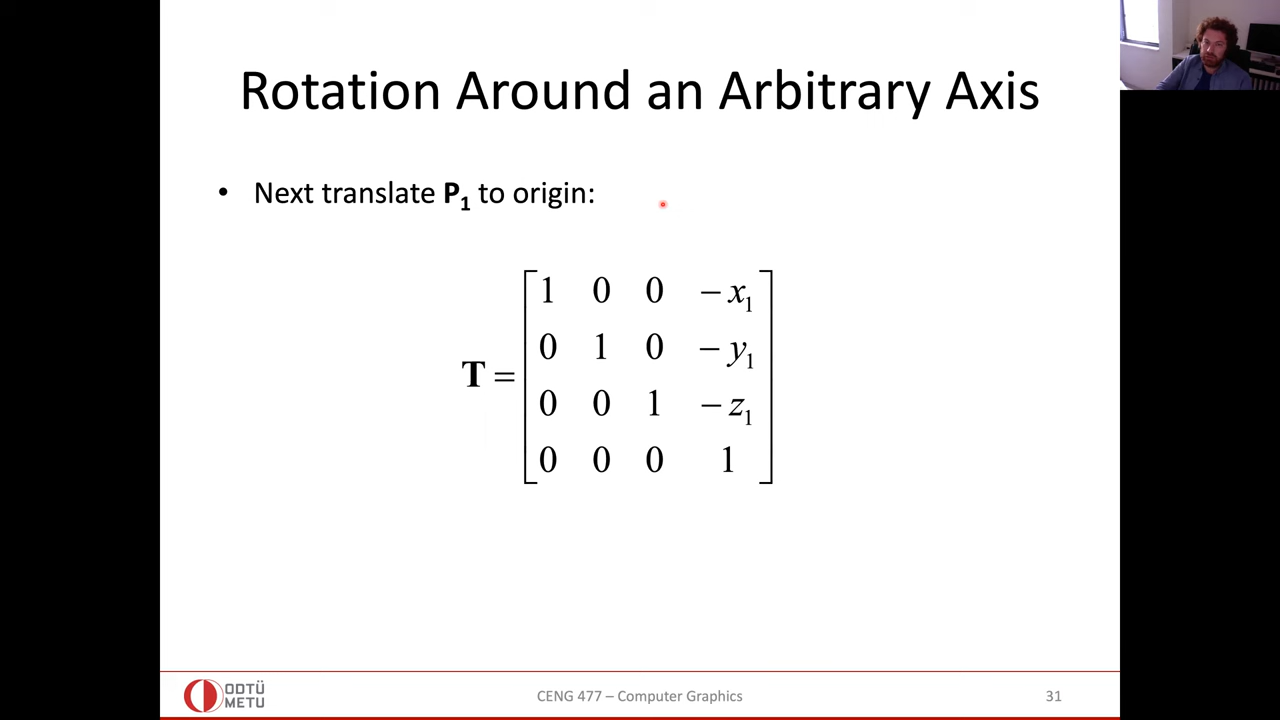 Rotation Around an Arbitrary Axis
• Next translate P1 to origin:
1 0 0 − x1
0 1 0 − y1
T =
0 0 1 − z1
0 0 0 1
ODTÜ
METU
CENG 477 – Computer Graphics
31